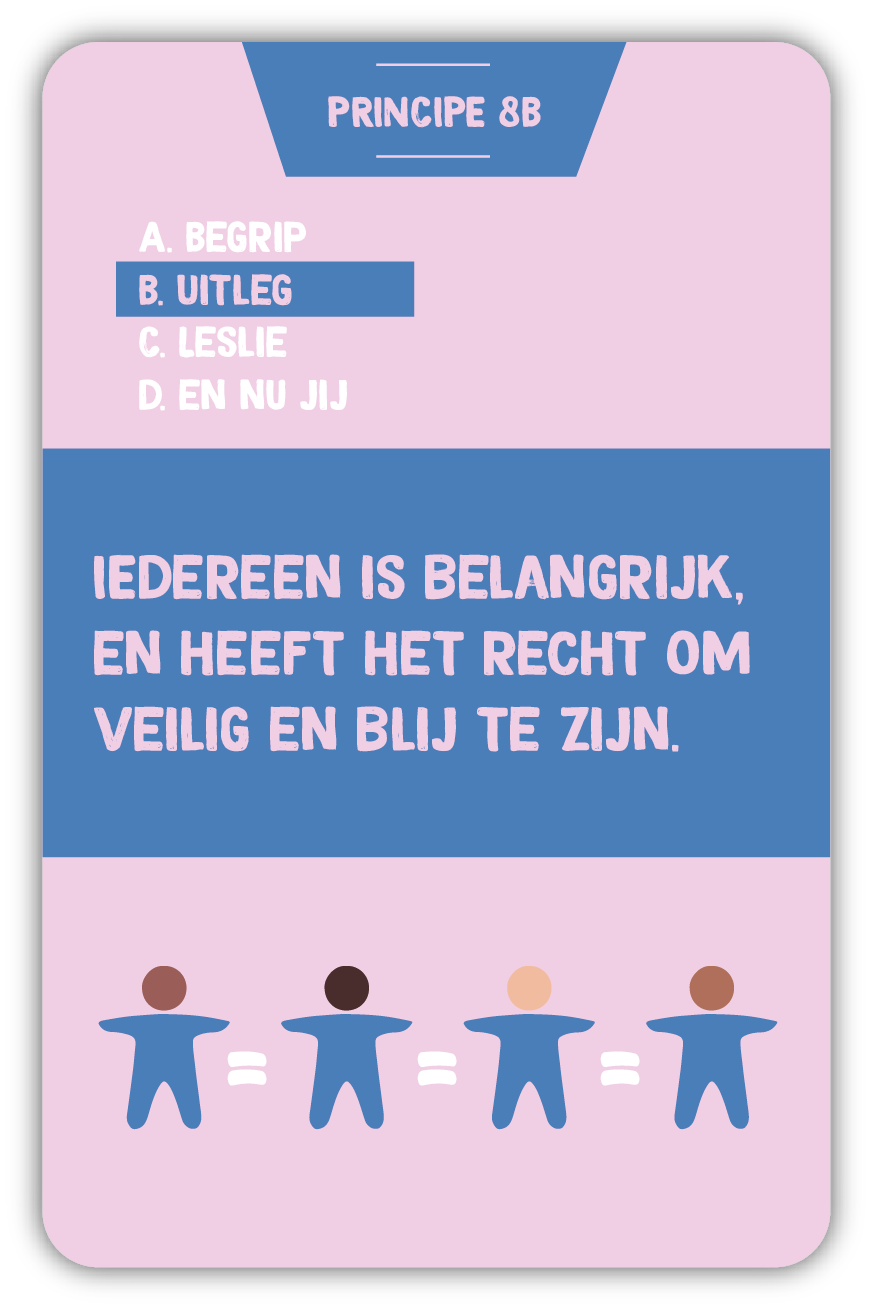 PRINCIPE 8B
A. BEGRIP
B. UITLEG
C. LESLIE
D. EN NU JIJ
IEDEREEN IS BELANGRIJK,
EN HEEFT HET RECHT OM
VEILIG EN BLIJ TE ZIJN.
= = =